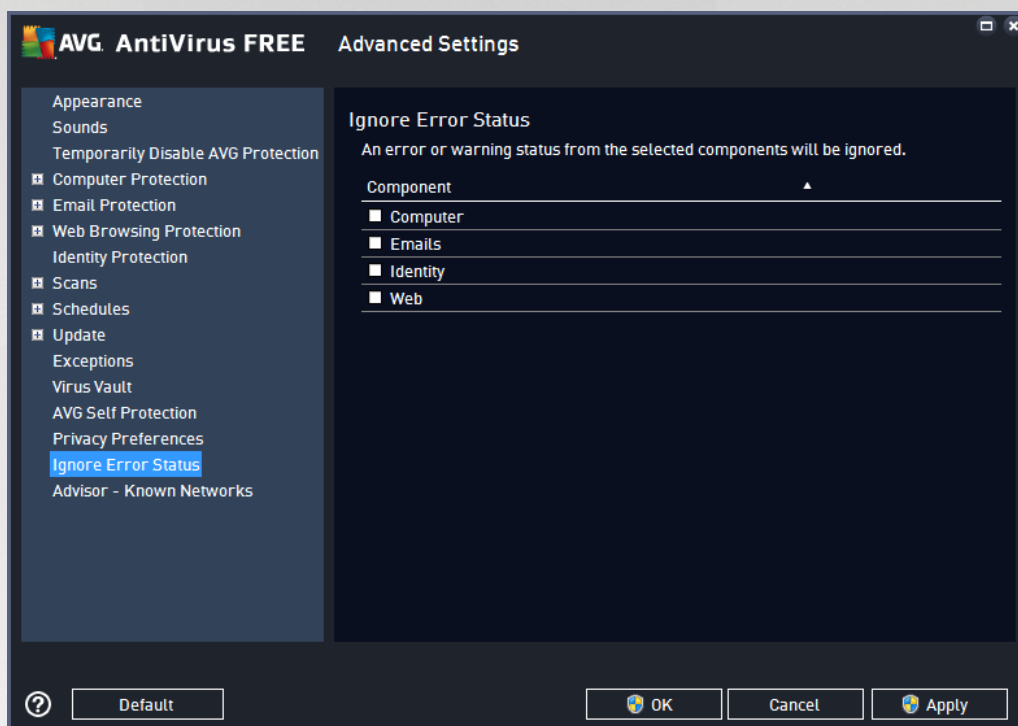 AVG. AntiVirus FREE Advanced Settings
Appearance
Sounds
Temporarily Disable AVG Protection
Computer Protection
Email Protection
Web Browsing Protection
Identity Protection
Scans
Schedules
Update
Exceptions
Virus Vault
AVG Self Protection
Privacy Preferences
Ignore Error Status
Advisor - Known Networks
Ignore Error Status
An error or warning status from the selected components will be ignored.
Component
Computer
Emails
Identity
Web
? Default OK Cancel Apply